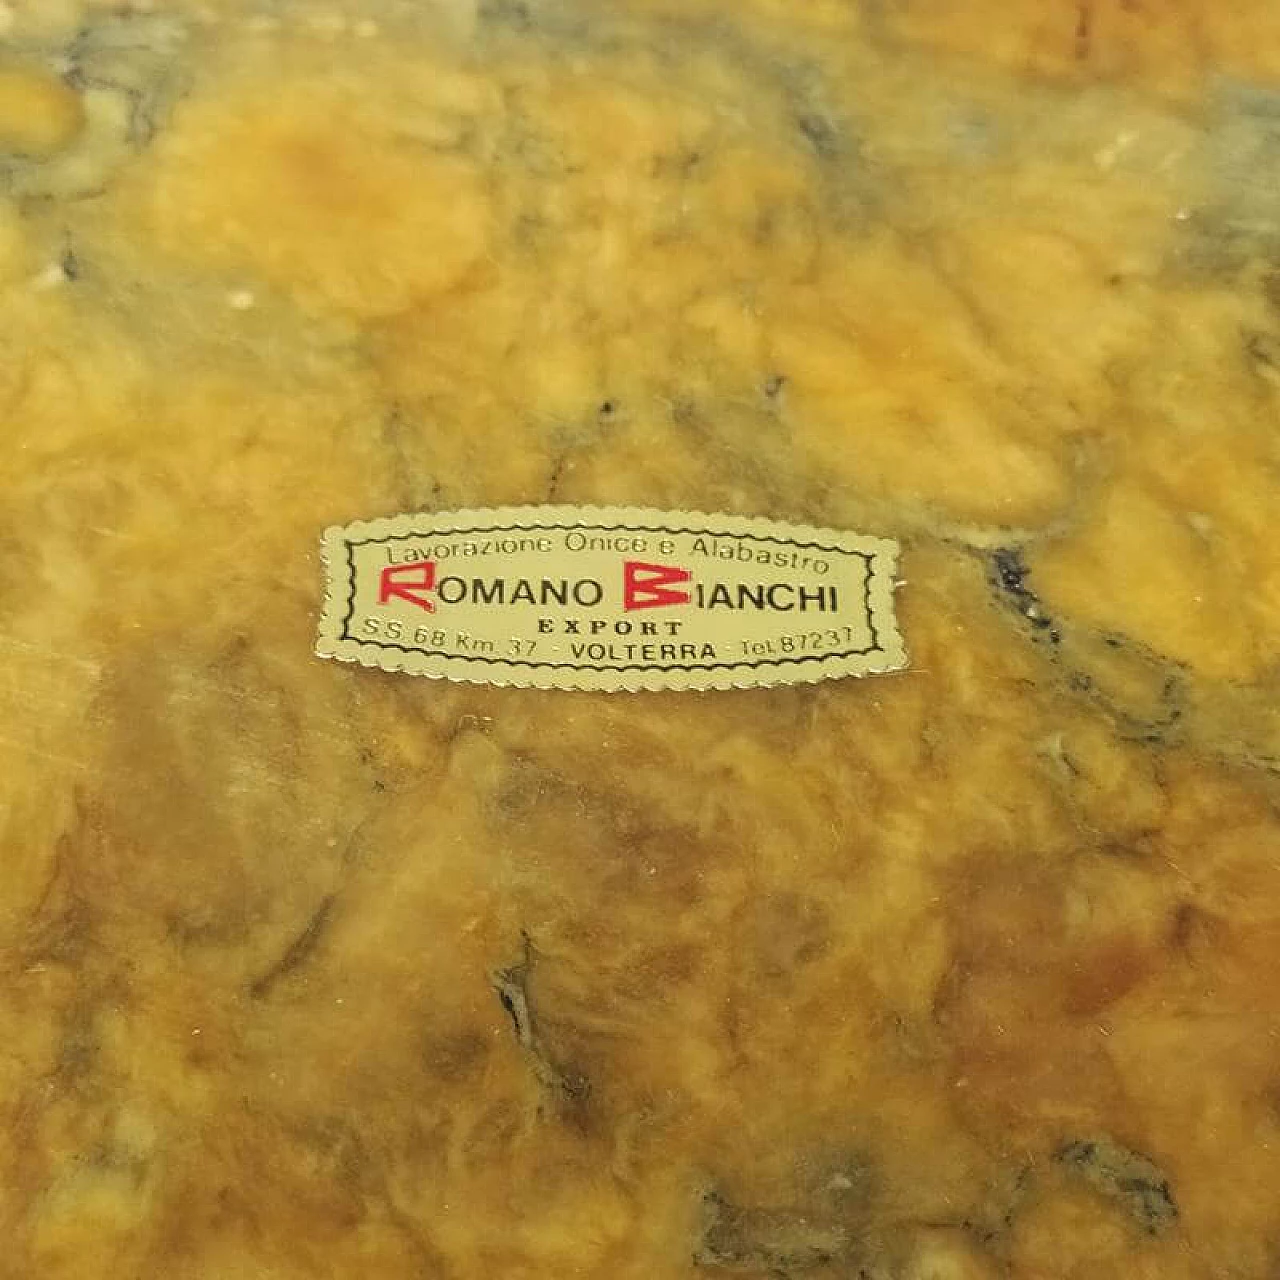 Lavorazione Onice e Alabastro
ROMANO BIANCHI
EXPORT
S.S. 68 Km. 37 - VOLTERRA - Tel. 87237